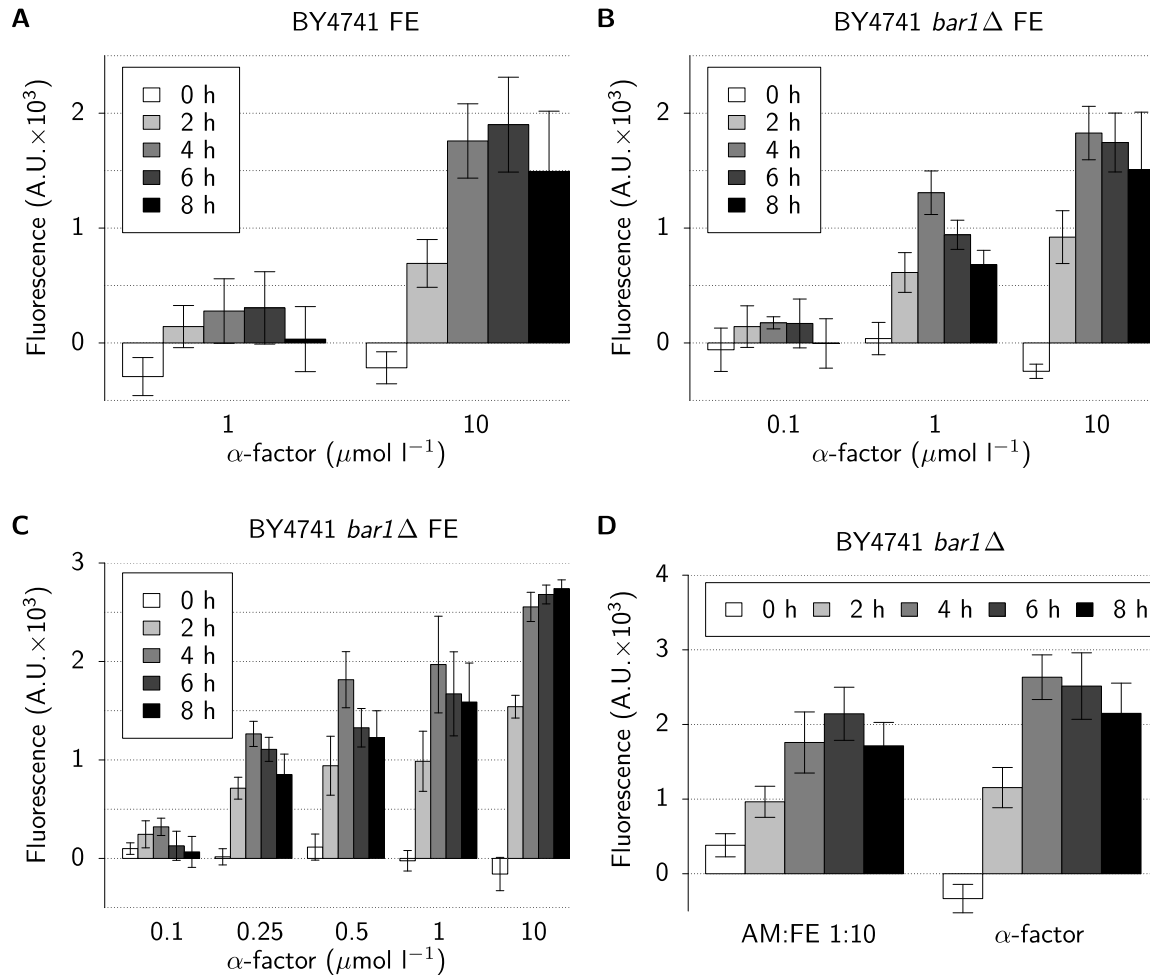 A
BY4741 FE
Fluorescence (A.U.×10³)
2
1
0
0 h
2 h
4 h
6 h
8 h
1
10
α-factor (μmol l⁻¹)
B
BY4741 bar1Δ FE
Fluorescence (A.U.×10³)
2
1
0
0 h
2 h
4 h
6 h
8 h
0.1
1
10
α-factor (μmol l⁻¹)
C
BY4741 bar1Δ FE
Fluorescence (A.U.×10³)
3
2
1
0
0 h
2 h
4 h
6 h
8 h
0.1
0.25
0.5
1
10
α-factor (μmol l⁻¹)
D
BY4741 bar1Δ
Fluorescence (A.U.×10³)
4
3
2
1
0
0 h 2 h 4 h 6 h 8 h
AM:FE 1:10
α-factor